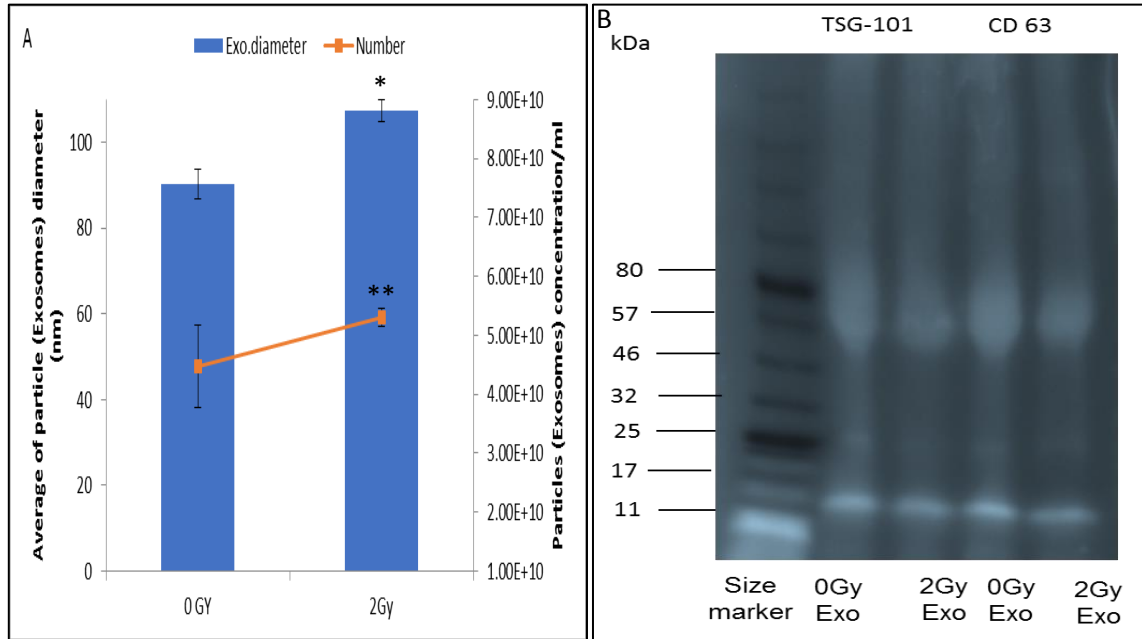 A
Exo.diameter
Number
Average of particle (Exosomes) diameter
(nm)
100
80
60
40
20
0
*
**
9.00E+10
8.00E+10
7.00E+10
6.00E+10
5.00E+10
4.00E+10
3.00E+10
2.00E+10
1.00E+10
Particles (Exosomes) concentration/ml
0 GY
2Gy
B
TSG-101
CD 63
kDa
80
57
46
32
25
17
11
Size
marker
0Gy
Exo
2Gy
Exo
0Gy
Exo
2Gy
Exo